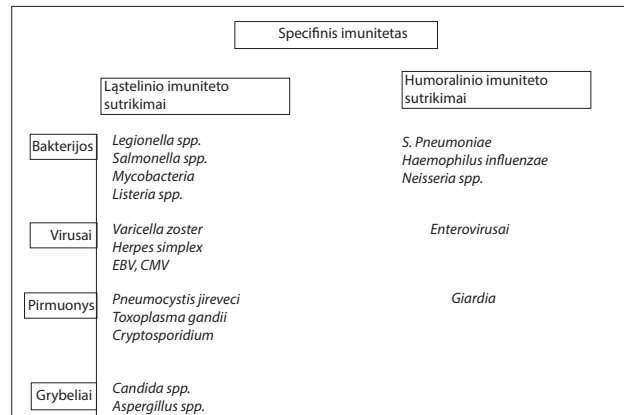 Specifinis imunitetas
Ląstelinio imuniteto
sutrikimai
Humoralinio imuniteto
sutrikimai
Bakterijos
Legionella spp.
Salmonella spp.
Mycobacteria
Listeria spp.
S. Pneumoniae
Haemophilus influenzae
Neisseria spp.
Virusai
Varicella zoster
Herpes simplex
EBV, CMV
Enterovirusai
Pirmuonys
Pneumocystis jireveci
Toxoplasma gandii
Cryptosporidium
Giardia
Grybeliai
Candida spp.
Aspergillus spp.